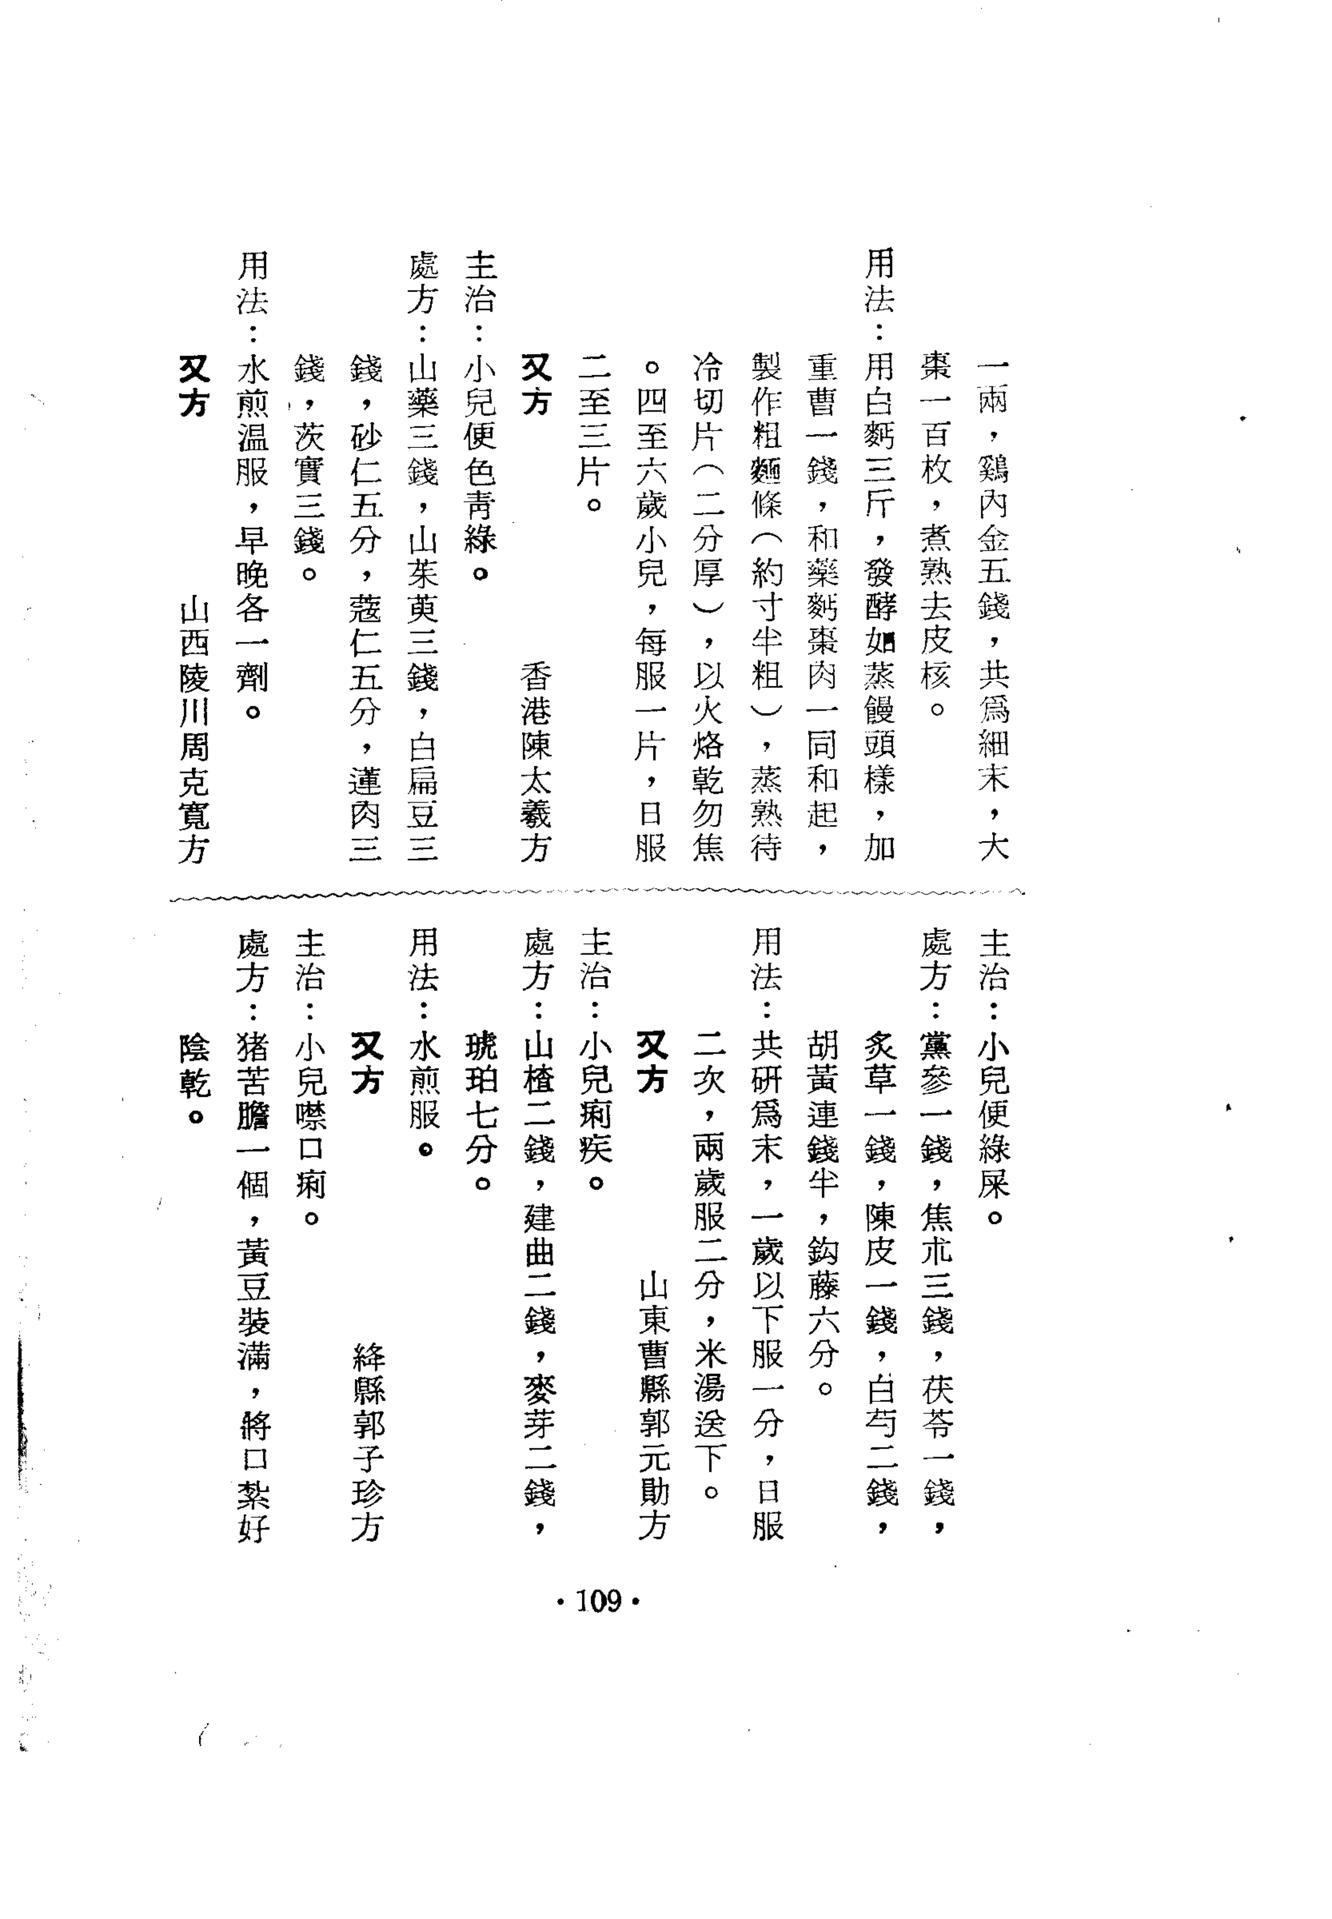 一兩，鷄內金五錢，共爲細末，大
棗一百枚，煮熟去皮核。
用法：用白麪三斤，發酵如蒸饅頭樣，加
重曹一錢，和藥麪棗肉一同和起，
製作粗麵條（約寸半粗），蒸熟待
冷切片（二分厚），以火烙乾勿焦
。四至六歲小兒，每服一片，日服
二至三片。
又方　香港陳太羲方
主治：小兒便色靑綠。
處方：山藥三錢，山茱萸三錢，白扁豆三
錢，砂仁五分，蔻仁五分，蓮肉三
錢，茨實三錢。
用法：水煎温服，早晚各一劑。
又方　山西陵川周克寬方
主治：小兒便綠屎。
處方：黨參一錢，焦朮三錢，茯苓一錢，
炙草一錢，陳皮一錢，白芍二錢，
胡黃連錢半，鈎藤六分。
用法：共硏爲末，一歲以下服一分，日服
二次，兩歲服二分，米湯送下。
又方　山東曹縣郭元勛方
主治：小兒痢疾。
處方：山楂二錢，建曲二錢，麥芽二錢，
琥珀七分。
用法：水煎服。
又方　絳縣郭子珍方
主治：小兒噤口痢。
處方：猪苦膽一個，黃豆裝滿，將口紮好
陰乾。
·109·